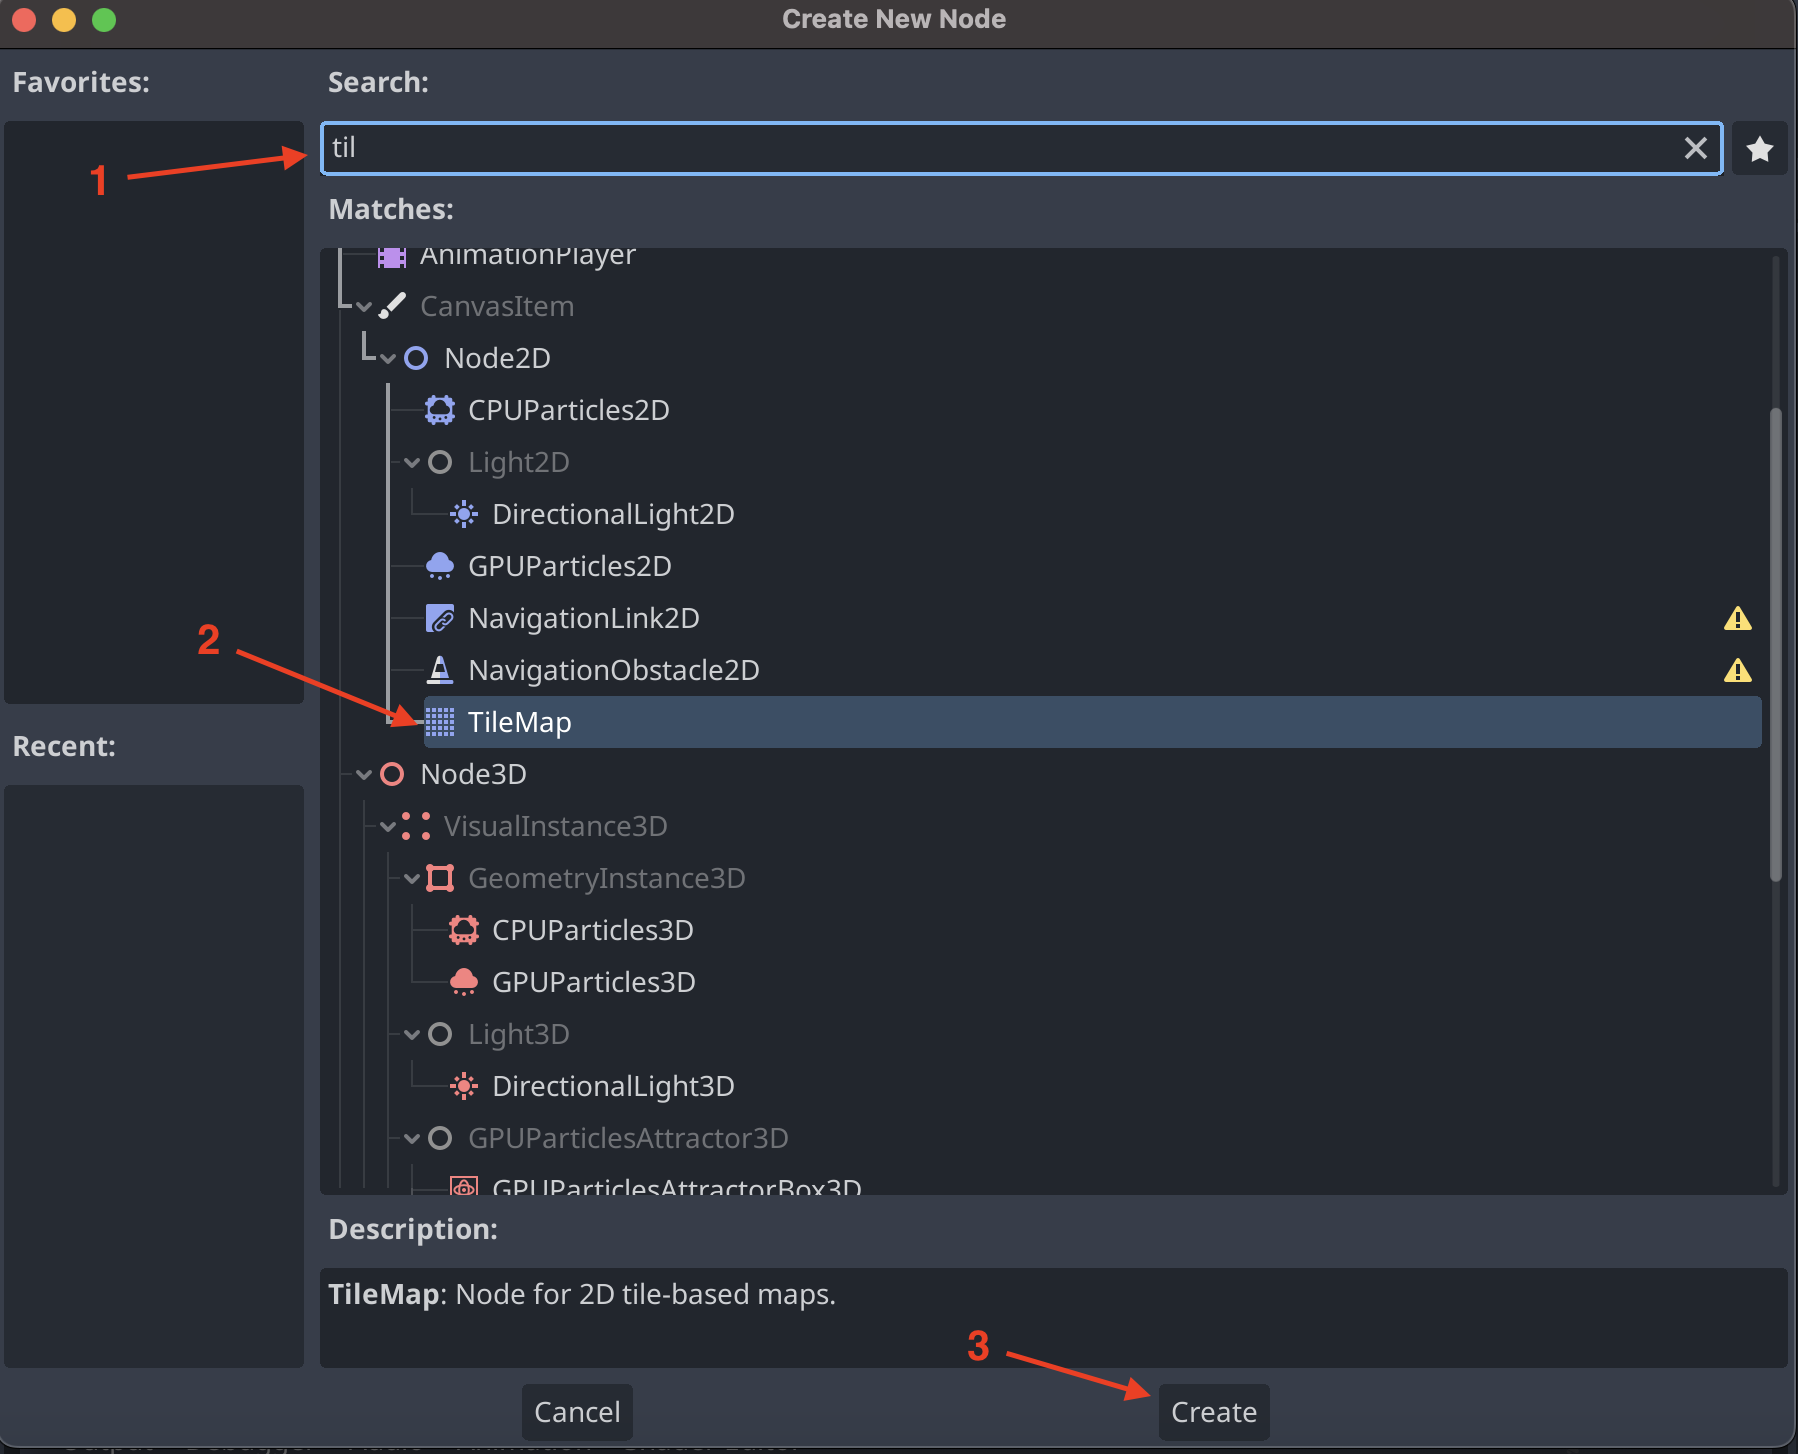 Create New Node
Favorites:
Search:
til
1
Matches:
AnimationPlayer
CanvasItem
Node2D
CPUParticles2D
Light2D
DirectionalLight2D
GPUParticles2D
NavigationLink2D
2
NavigationObstacle2D
TileMap
Recent:
Node3D
VisualInstance3D
GeometryInstance3D
CPUParticles3D
GPUParticles3D
Light3D
DirectionalLight3D
GPUParticlesAttractor3D
GPUParticlesAttractorBox3D
Description:
TileMap: Node for 2D tile-based maps.
3
Cancel
Create